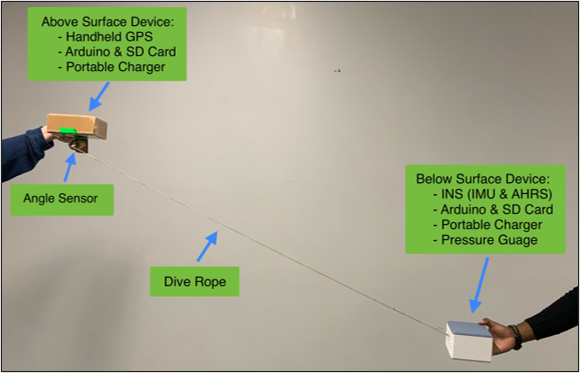 Above Surface Device:
- Handheld GPS
- Arduino & SD Card
- Portable Charger
Angle Sensor
Below Surface Device:
- INS (IMU & AHRS)
- Arduino & SD Card
- Portable Charger
- Pressure Guage
Dive Rope